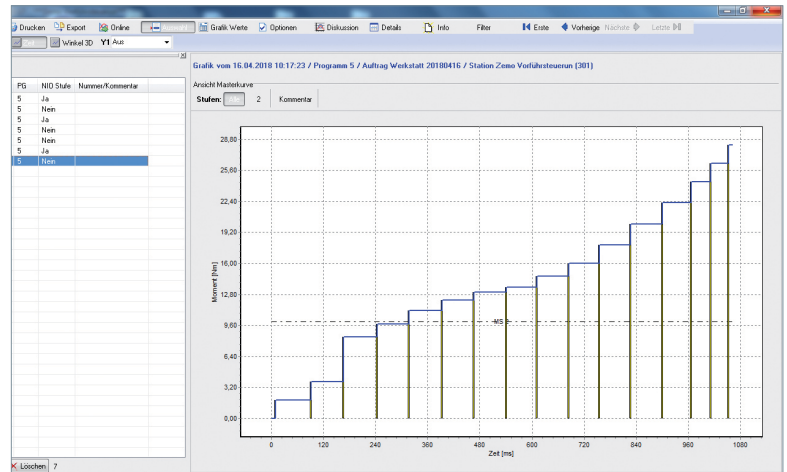 Drucken Export Online Grafik Werte Optionen Diskussion Details Info Filter Erste Vorherige Nächste Letzte
Winkel 3D Y1 Aus
Grafik vom 16.04.2018 10:17:23 / Programm 5 / Auftrag Werkstatt 20180416 / Station Zemo Vorführsteuerun (301)
Ansicht Masterkurve
Stufen: Alle 2 Kommentar
PG NIO Stufe Nummer/Kommentar
5 Ja
5 Nein
5 Ja
5 Nein
5 Nein
5 Ja
5 Nein
28,80
25,60
22,40
19,20
16,00
12,80
9,60
6,40
3,20
0,00
Moment [Nm]
MS 2
0 120 240 360 480 600 720 840 960 1080
Zeit [ms]
Löschen 7